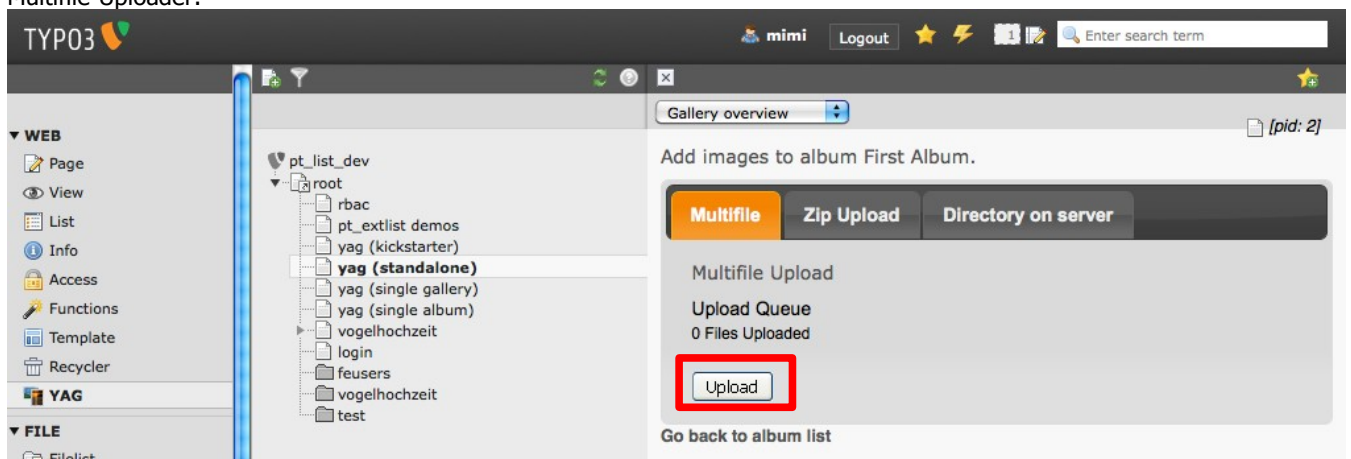 Multifile Uploader:
TYPO3
mimi
Logout
1
Enter search term
Gallery overview
[pid: 2]
WEB
Page
View
List
Info
Access
Functions
Template
Recycler
YAG
FILE
Filelist
pt_list_dev
root
rbac
pt_extlist demos
yag (kickstarter)
yag (standalone)
yag (single gallery)
yag (single album)
vogelhochzeit
login
feusers
vogelhochzeit
test
Add images to album First Album.
Multifile
Zip Upload
Directory on server
Multifile Upload
Upload Queue
0 Files Uploaded
Upload
Go back to album list